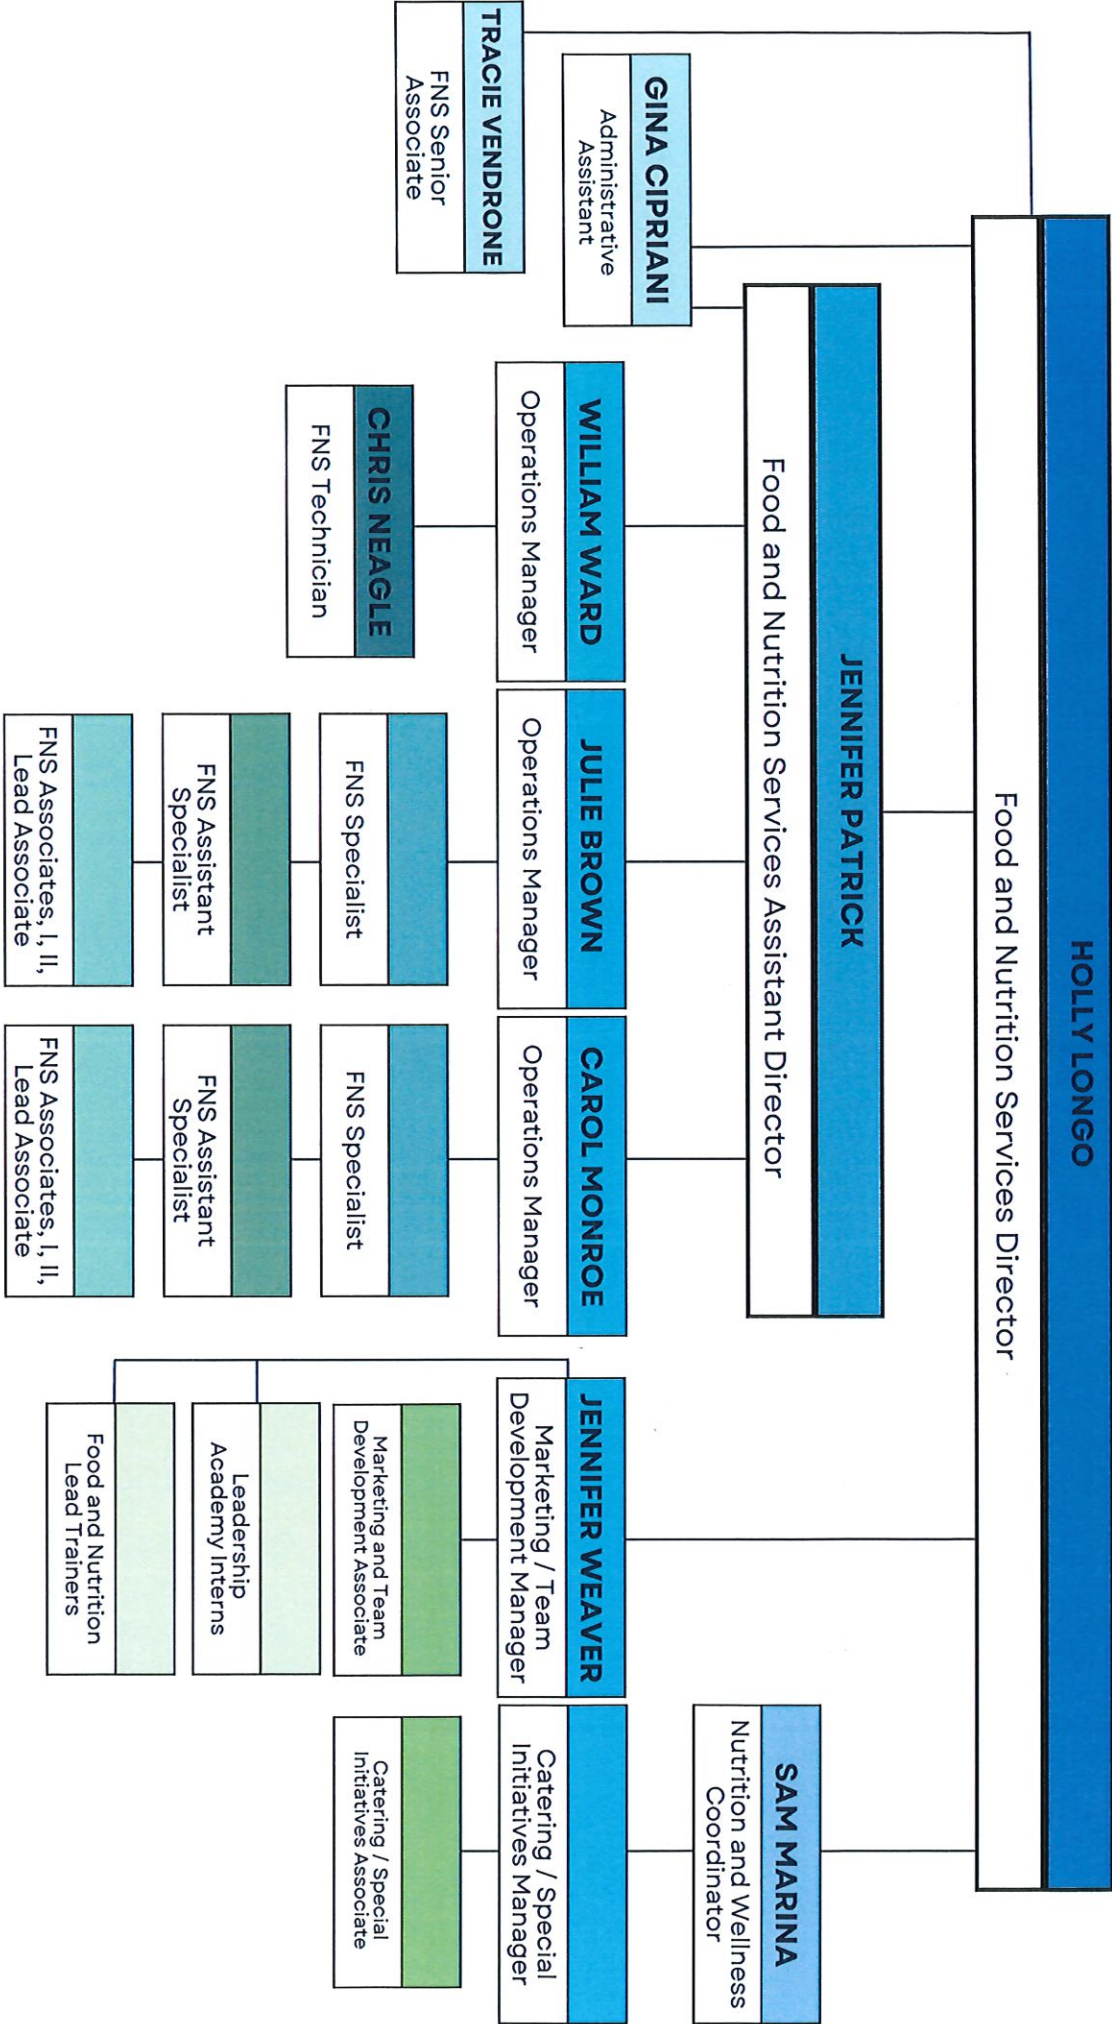 HOLLY LONGO
Food and Nutrition Services Director
JENNIFER PATRICK
Food and Nutrition Services Assistant Director
TRACIE VENDRONE
FNS Senior
Associate
GINA CIPRIANI
Administrative
Assistant
WILLIAM WARD
Operations Manager
CHRIS NEAGLE
FNS Technician
JULIE BROWN
Operations Manager
FNS Specialist
FNS Assistant
Specialist
FNS Associates, I, II,
Lead Associate
CAROL MONROE
Operations Manager
FNS Specialist
FNS Assistant
Specialist
FNS Associates, I, II,
Lead Associate
JENNIFER WEAVER
Marketing / Team
Development Manager
Marketing and Team
Development Associate
Leadership
Academy Interns
Food and Nutrition
Lead Trainers
SAM MARINA
Nutrition and Wellness
Coordinator
Catering / Special
Initiatives Manager
Catering / Special
Initiatives Associate